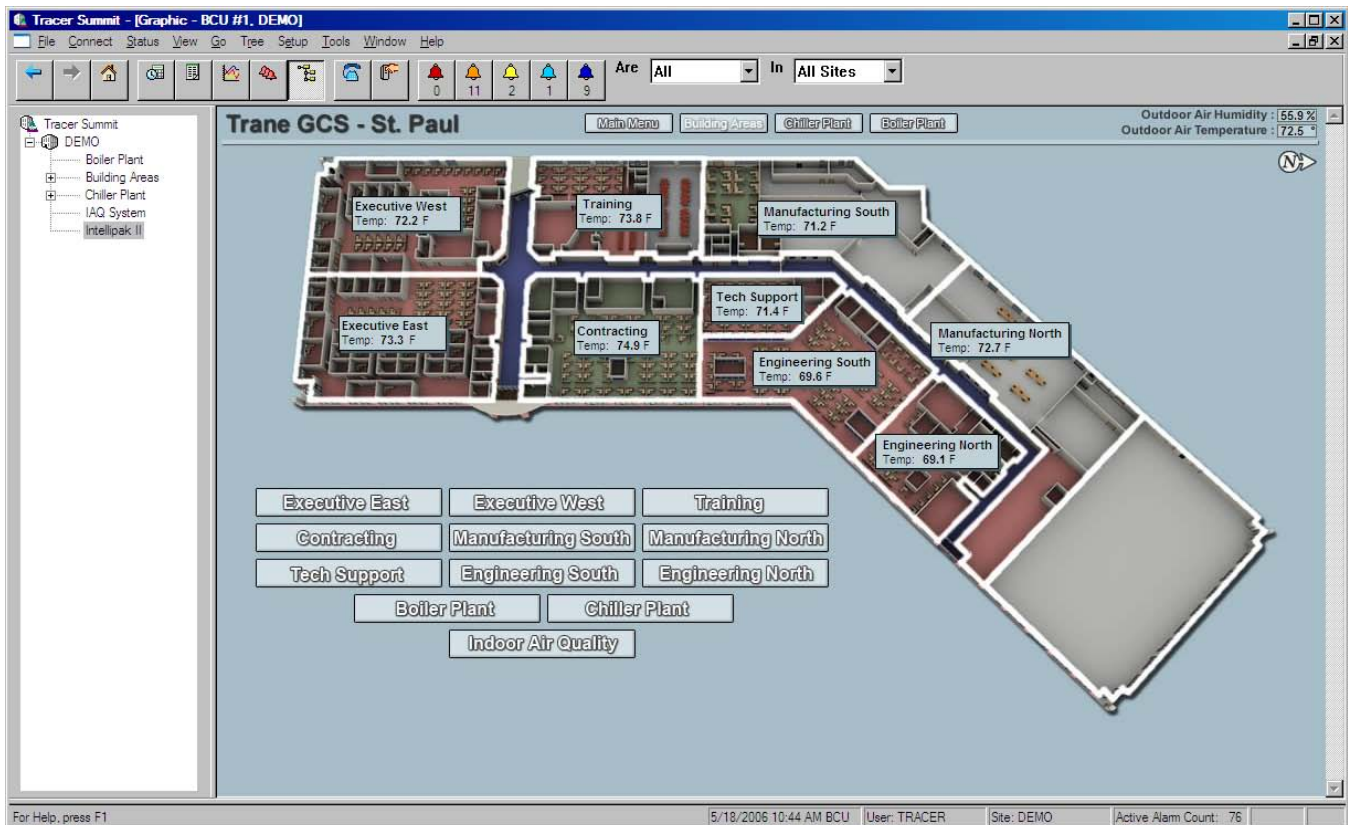 Tracer Summit - [Graphic - BCU #1, DEMO]
File Connect Status View Go Tree Setup Tools Window Help
0 11 2 1 9 Are All In All Sites
Tracer Summit
DEMO
Boiler Plant
Building Areas
Chiller Plant
IAQ System
Intellipak II
Trane GCS - St. Paul
Main Menu Building Areas Chiller Plant Boiler Plant
Outdoor Air Humidity : 55.9 %
Outdoor Air Temperature : 72.5 °
N
Executive West
Temp: 72.2 F
Training
Temp: 73.8 F
Manufacturing South
Temp: 71.2 F
Tech Support
Temp: 71.4 F
Executive East
Temp: 73.3 F
Contracting
Temp: 74.9 F
Manufacturing North
Temp: 72.7 F
Engineering South
Temp: 69.6 F
Engineering North
Temp: 69.1 F
Executive East Executive West Training
Contracting Manufacturing South Manufacturing North
Tech Support Engineering South Engineering North
Boiler Plant Chiller Plant
Indoor Air Quality
For Help, press F1 5/18/2006 10:44 AM BCU User: TRACER Site: DEMO Active Alarm Count: 76